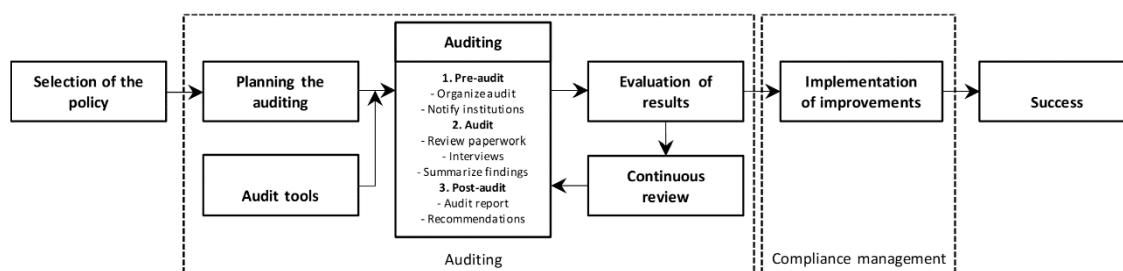 Selection of the
policy
Planning the
auditing
Audit tools
Auditing
1. Pre-audit
- Organize audit
- Notify institutions
2. Audit
- Review paperwork
- Interviews
- Summarize findings
3. Post-audit
- Audit report
- Recommendations
Evaluation of
results
Continuous
review
Auditing
Implementation
of improvements
Compliance management
Success